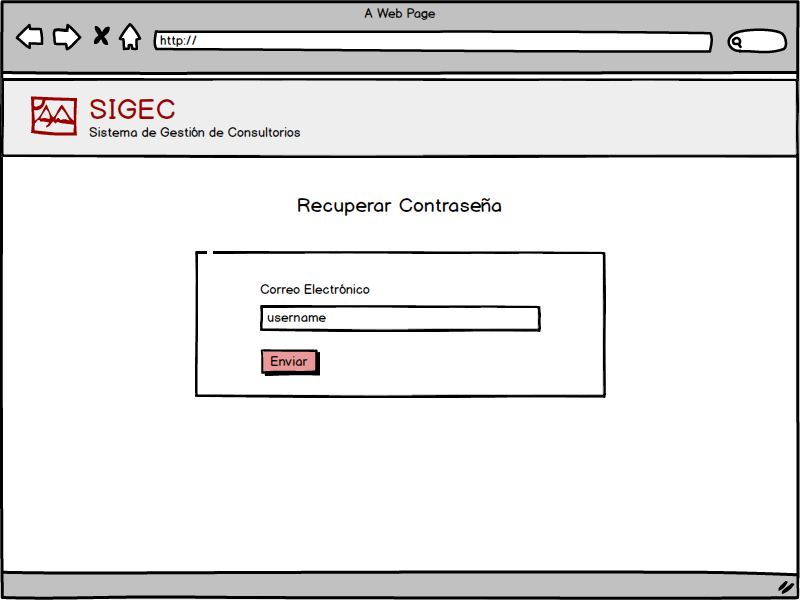 A Web Page
http://
SIGEC
Sistema de Gestión de Consultorios
Recuperar Contraseña
Correo Electrónico
username
Enviar